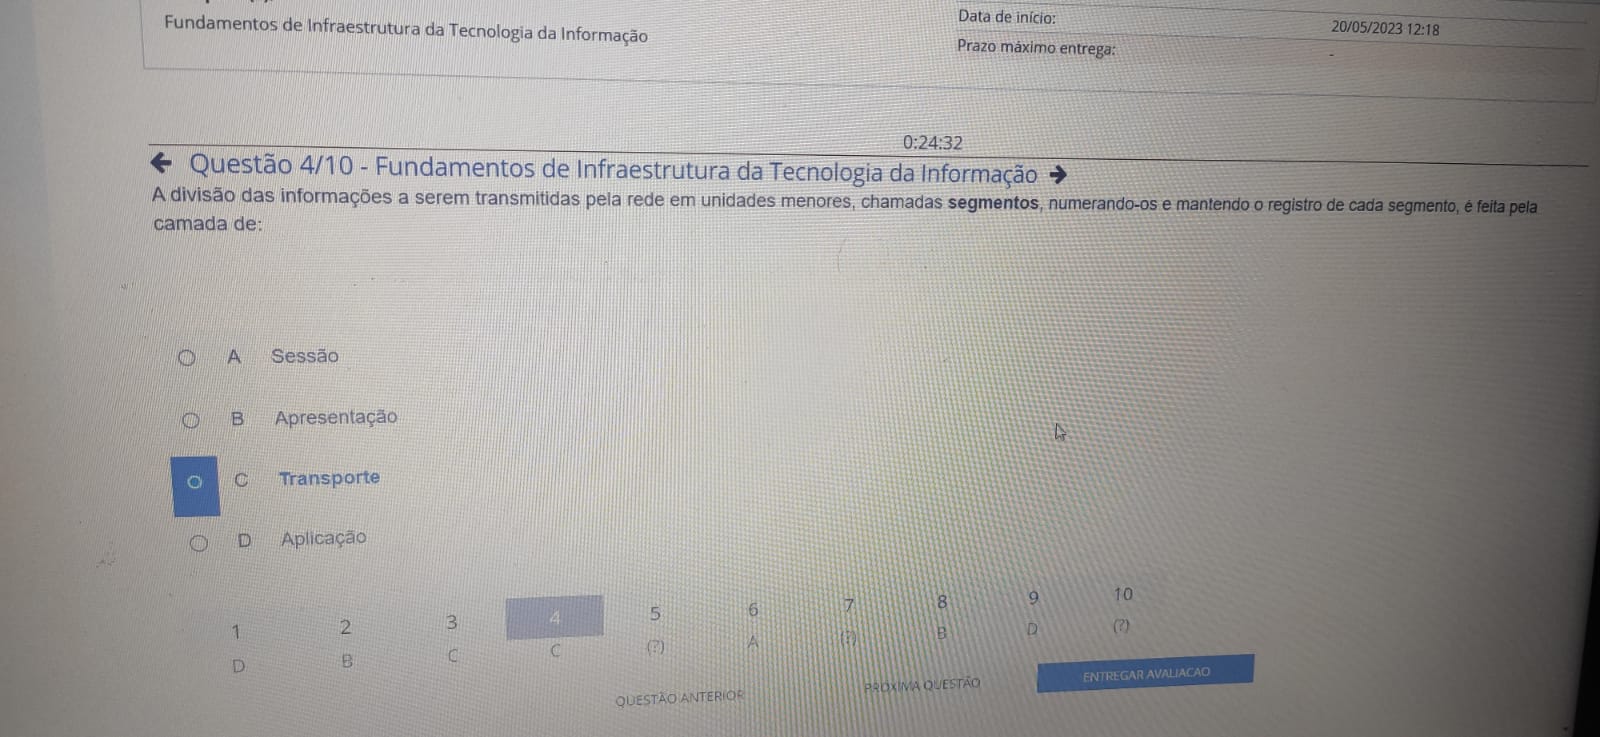 Fundamentos de Infraestrutura da Tecnologia da Informação
Data de início:
20/05/2023 12:18
Prazo máximo entrega:
-
0:24:32
← Questão 4/10 - Fundamentos de Infraestrutura da Tecnologia da Informação →
A divisão das informações a serem transmitidas pela rede em unidades menores, chamadas segmentos, numerando-os e mantendo o registro de cada segmento, é feita pela
camada de:
A Sessão
B Apresentação
C Transporte
D Aplicação
1 2 3 4 5 6 7 8 9 10
D B C C (?) A (?) B D (?)
QUESTÃO ANTERIOR PRÓXIMA QUESTÃO ENTREGAR AVALIACAO